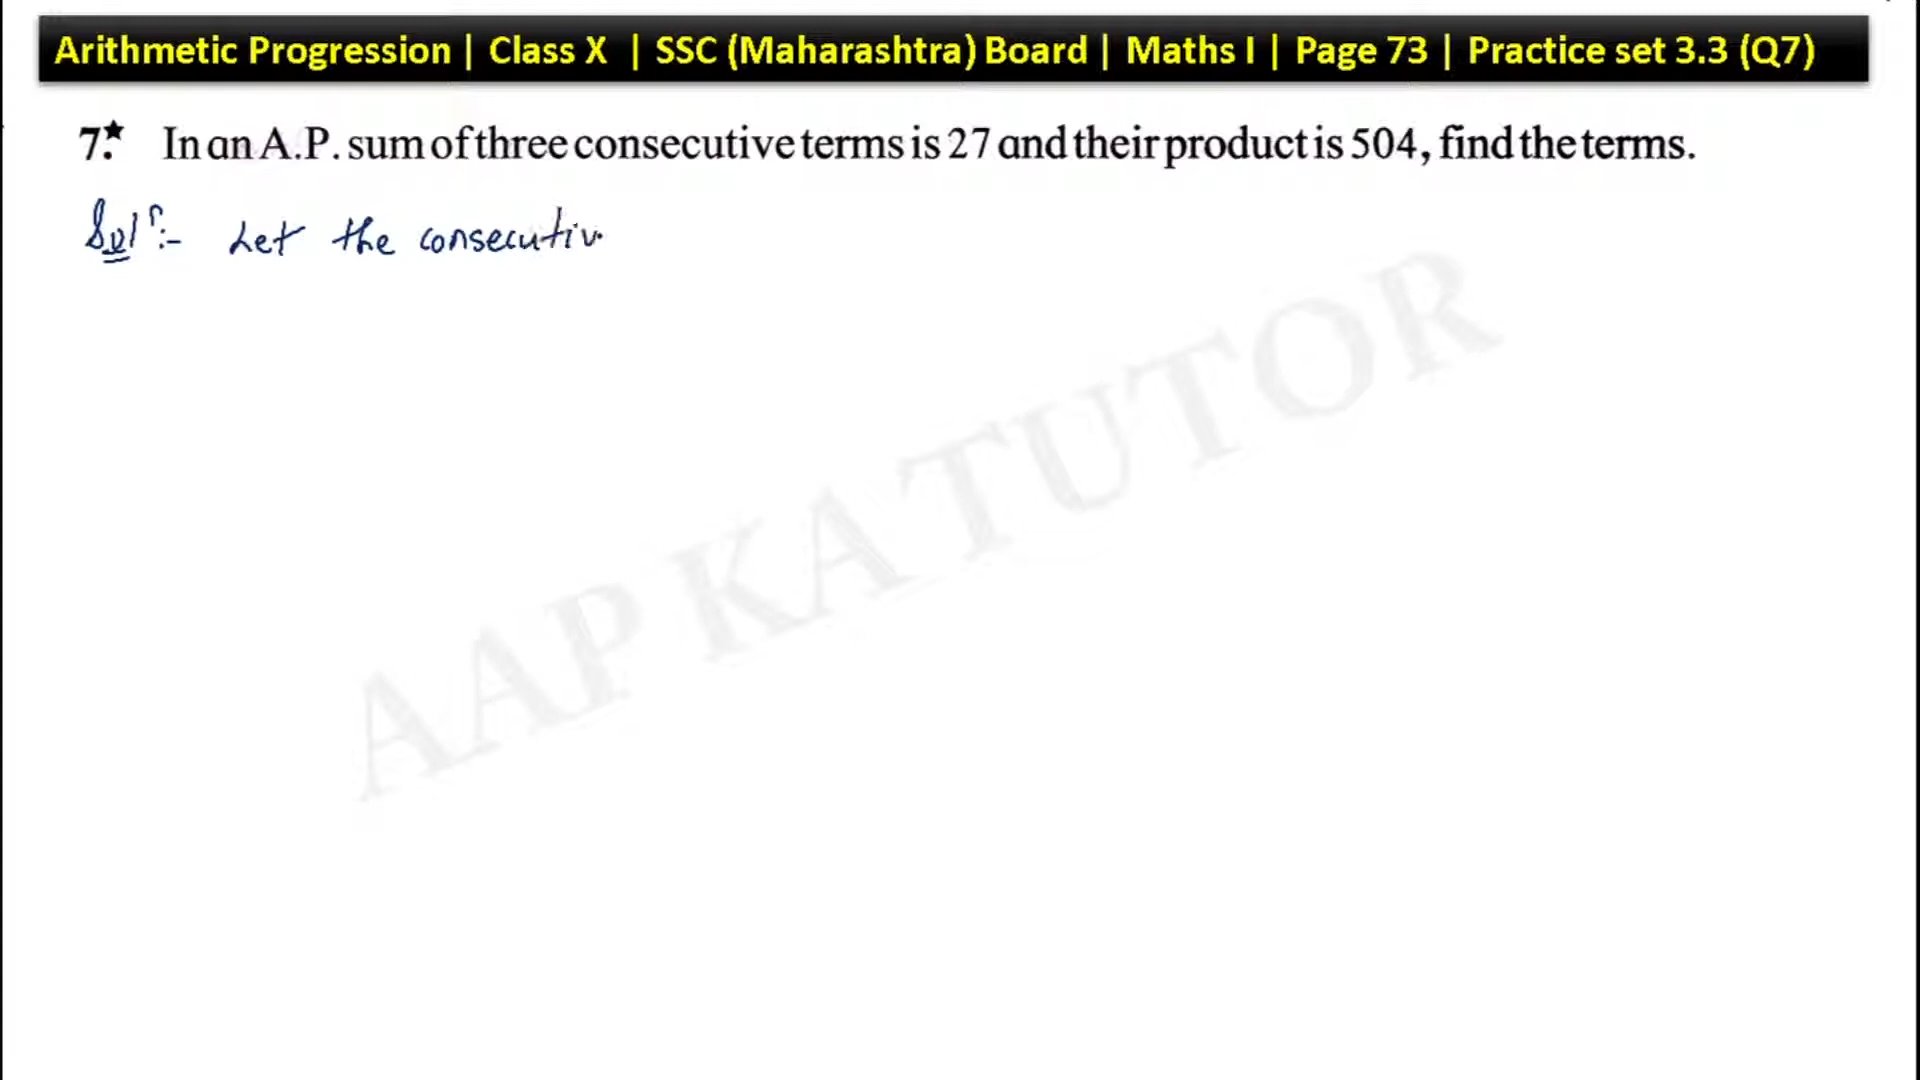 Arithmetic Progression | Class X | SSC (Maharashtra) Board | Maths I | Page 73 | Practice set 3.3 (Q7)
7.★ In an A.P. sum of three consecutive terms is 27 and their product is 504, find the terms.
Solⁿ:- Let the consecutiv
AAP KA TUTOR